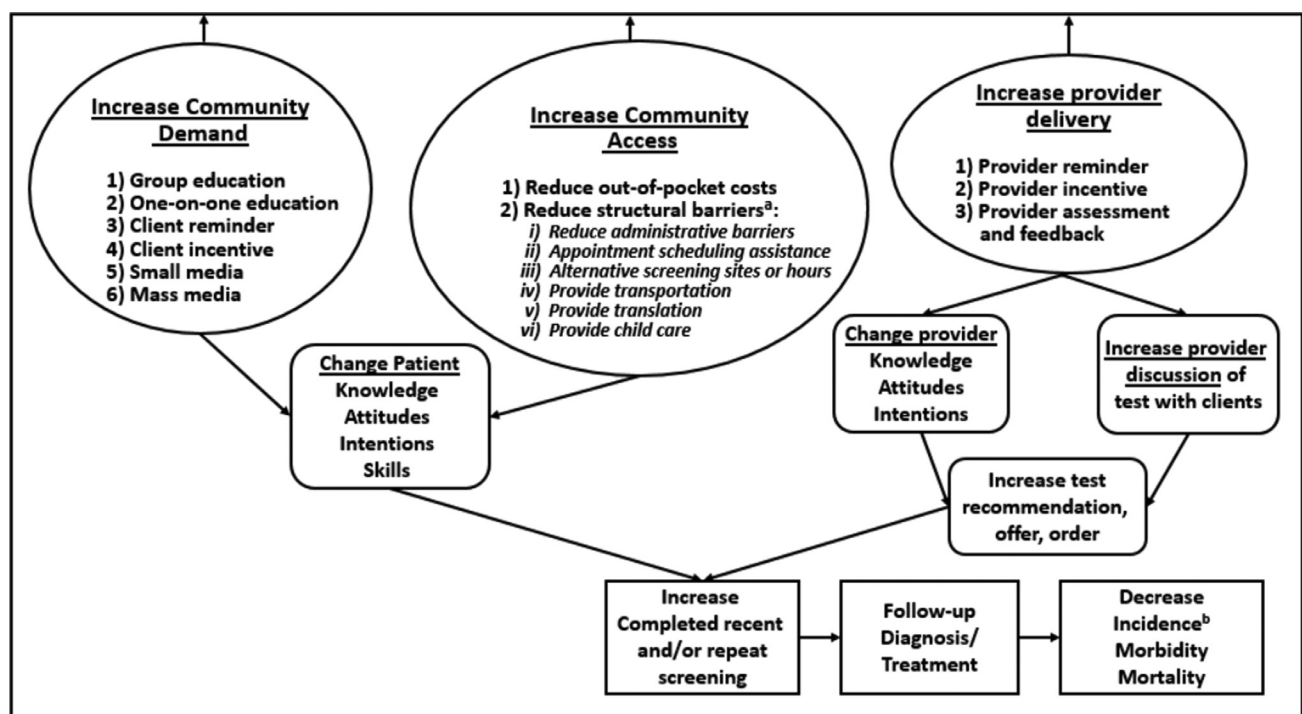 Increase Community
Demand
1) Group education
2) One-on-one education
3) Client reminder
4) Client incentive
5) Small media
6) Mass media
Increase Community
Access
1) Reduce out-of-pocket costs
2) Reduce structural barriersᵃ:
i) Reduce administrative barriers
ii) Appointment scheduling assistance
iii) Alternative screening sites or hours
iv) Provide transportation
v) Provide translation
vi) Provide child care
Increase provider
delivery
1) Provider reminder
2) Provider incentive
3) Provider assessment
and feedback
Change Patient
Knowledge
Attitudes
Intentions
Skills
Change provider
Knowledge
Attitudes
Intentions
Increase provider
discussion of
test with clients
Increase test
recommendation,
offer, order
Increase
Completed recent
and/or repeat
screening
Follow-up
Diagnosis/
Treatment
Decrease
Incidenceᵇ
Morbidity
Mortality